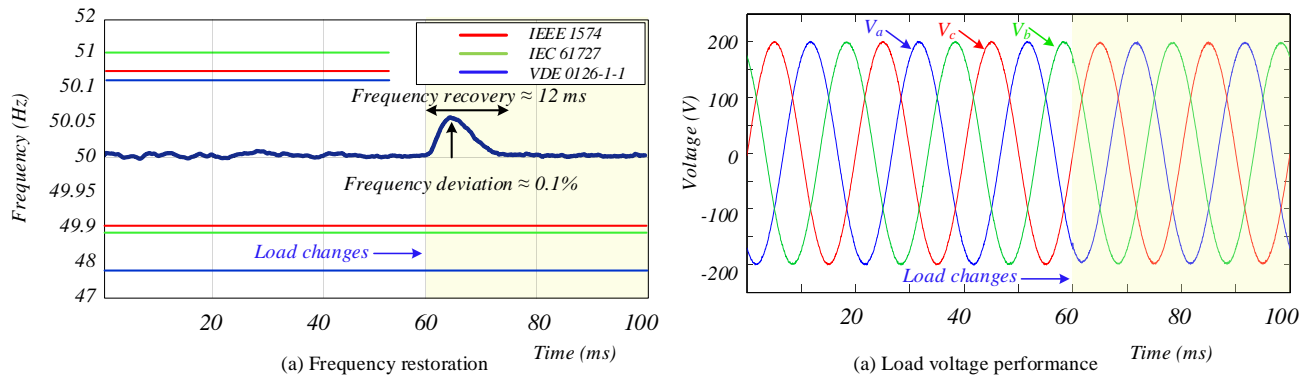 52
51
50.1
50.05
50
49.95
49.9
48
47
Frequency (Hz)
IEEE 1574
IEC 61727
VDE 0126-1-1
Frequency recovery ≈ 12 ms
Frequency deviation ≈ 0.1%
Load changes
20
40
60
80
100
Time (ms)
(a) Frequency restoration
200
100
0
-100
-200
Voltage (V)
Va
Vc
Vb
Load changes
20
40
60
80
100
Time (ms)
(a) Load voltage performance